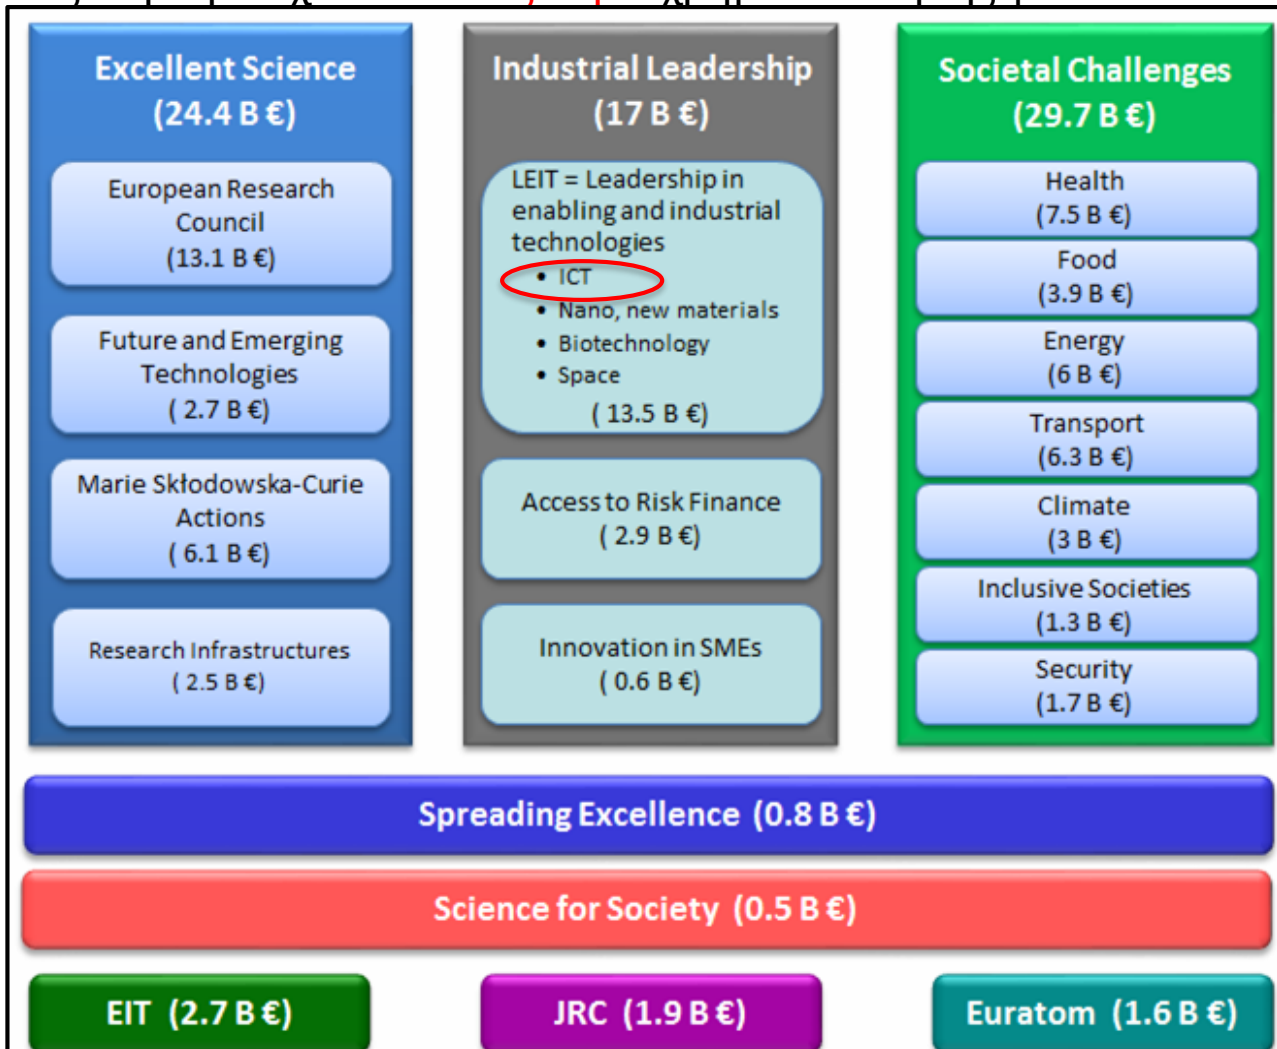 Excellent Science
(24.4 B €)
European Research
Council
(13.1 B €)
Future and Emerging
Technologies
( 2.7 B €)
Marie Skłodowska-Curie
Actions
( 6.1 B €)
Research Infrastructures
( 2.5 B €)
Industrial Leadership
(17 B €)
LEIT = Leadership in
enabling and industrial
technologies
• ICT
• Nano, new materials
• Biotechnology
• Space
( 13.5 B €)
Access to Risk Finance
( 2.9 B €)
Innovation in SMEs
( 0.6 B €)
Societal Challenges
(29.7 B €)
Health
(7.5 B €)
Food
(3.9 B €)
Energy
(6 B €)
Transport
(6.3 B €)
Climate
(3 B €)
Inclusive Societies
(1.3 B €)
Security
(1.7 B €)
Spreading Excellence (0.8 B €)
Science for Society (0.5 B €)
EIT (2.7 B €)
JRC (1.9 B €)
Euratom (1.6 B €)